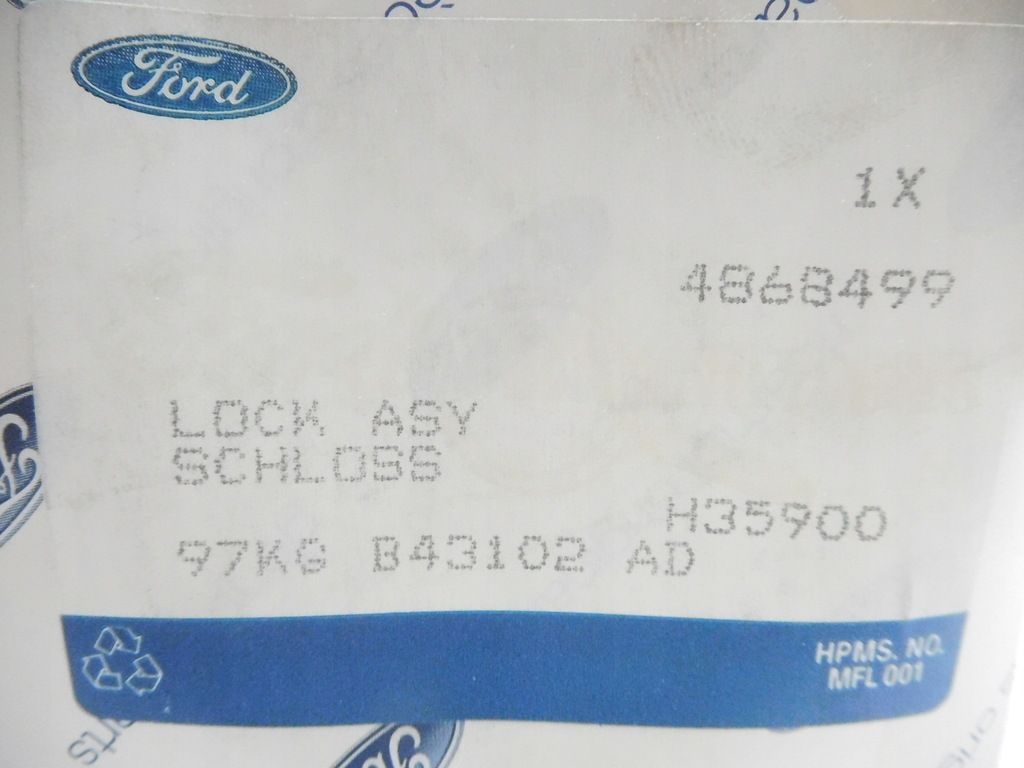 Ford
1X
4868499
LOCK ASY
SCHLOSS
H35900
97KG B43102 AD
HPMS. NO.
MFL 001